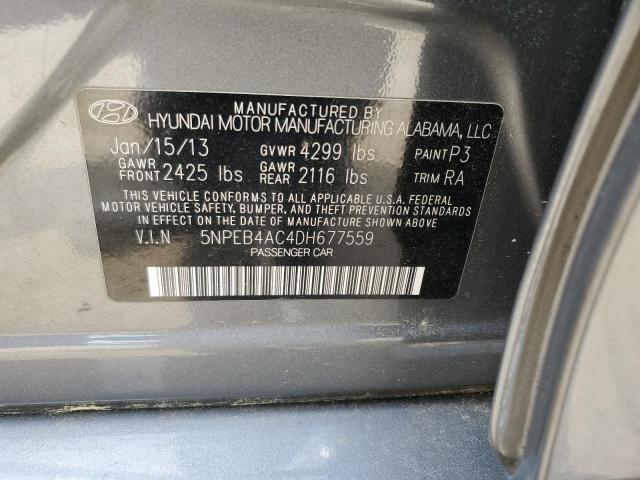 MANUFACTURED BY
HYUNDAI MOTOR MANUFACTURING ALABAMA, LLC
Jan/15/13 GVWR 4299 lbs PAINT P3
GAWR FRONT 2425 lbs GAWR REAR 2116 lbs TRIM RA
THIS VEHICLE CONFORMS TO ALL APPLICABLE U.S.A. FEDERAL
MOTOR VEHICLE SAFETY, BUMPER, AND THEFT PREVENTION STANDARDS
IN EFFECT ON THE DATE OF MANUFACTURE SHOWN ABOVE.
V.I.N 5NPEB4AC4DH677559
PASSENGER CAR